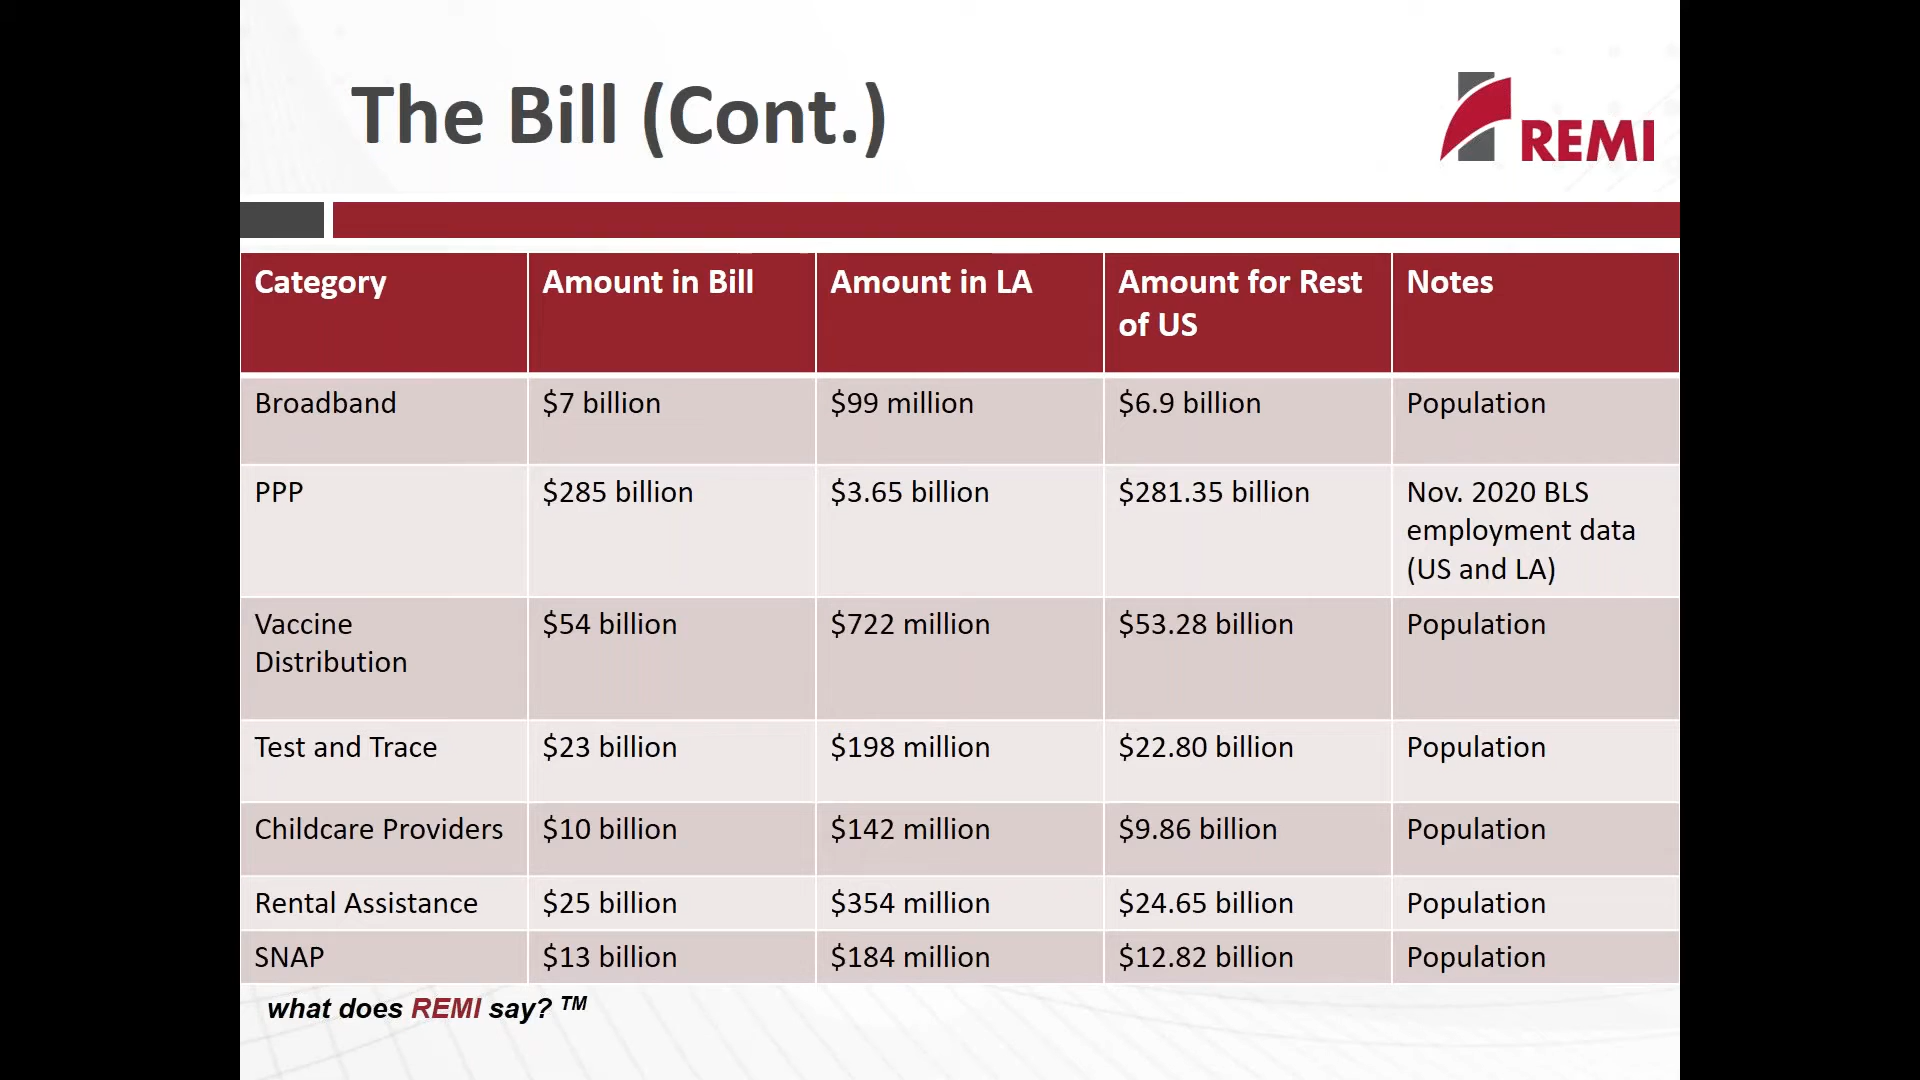 The Bill (Cont.)
REMI
Category
Amount in Bill
Amount in LA
Amount for Rest
of US
Notes
Broadband
$7 billion
$99 million
$6.9 billion
Population
PPP
$285 billion
$3.65 billion
$281.35 billion
Nov. 2020 BLS
employment data
(US and LA)
Vaccine
Distribution
$54 billion
$722 million
$53.28 billion
Population
Test and Trace
$23 billion
$198 million
$22.80 billion
Population
Childcare Providers
$10 billion
$142 million
$9.86 billion
Population
Rental Assistance
$25 billion
$354 million
$24.65 billion
Population
SNAP
$13 billion
$184 million
$12.82 billion
Population
what does REMI say? TM